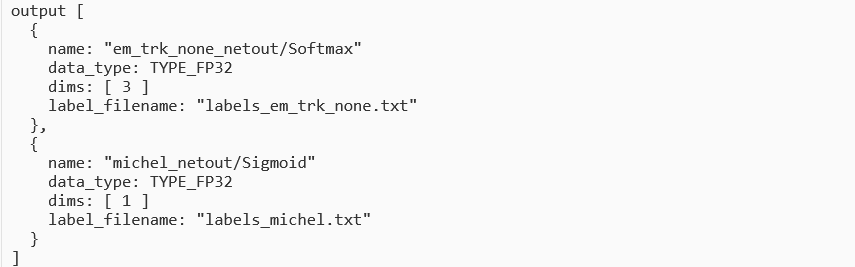 output [
  {
    name: "em_trk_none_netout/Softmax"
    data_type: TYPE_FP32
    dims: [ 3 ]
    label_filename: "labels_em_trk_none.txt"
  },
  {
    name: "michel_netout/Sigmoid"
    data_type: TYPE_FP32
    dims: [ 1 ]
    label_filename: "labels_michel.txt"
  }
]